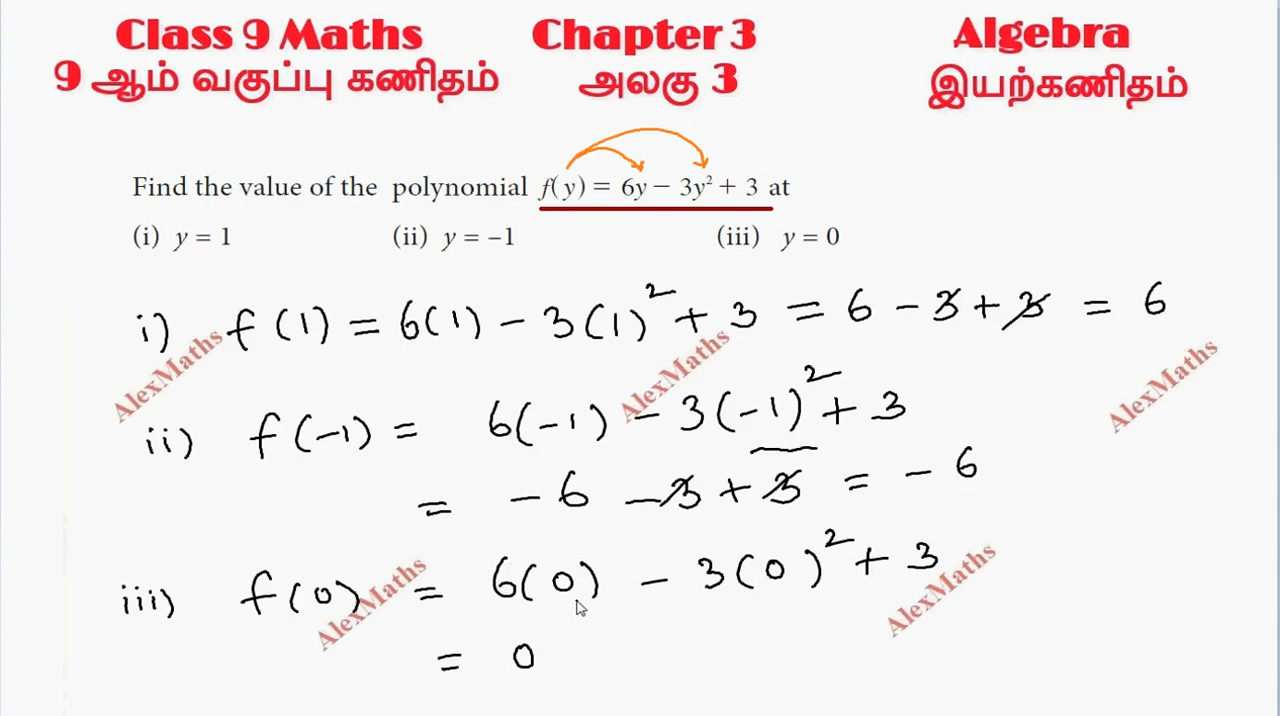 Class 9 Maths Chapter 3 Algebra
9 ஆம் வகுப்பு கணிதம் அலகு 3 இயற்கணிதம்
Find the value of the polynomial f(y) = 6y − 3y² + 3 at
(i) y = 1 (ii) y = −1 (iii) y = 0
i) f(1) = 6(1) − 3(1)² + 3 = 6 − 3 + 3 = 6
AlexMaths AlexMaths AlexMaths
ii) f(−1) = 6(−1) − 3(−1)² + 3
= −6 −3 + 3 = −6
iii) f(0) = 6(0) − 3(0)² + 3
AlexMaths AlexMaths
= 0